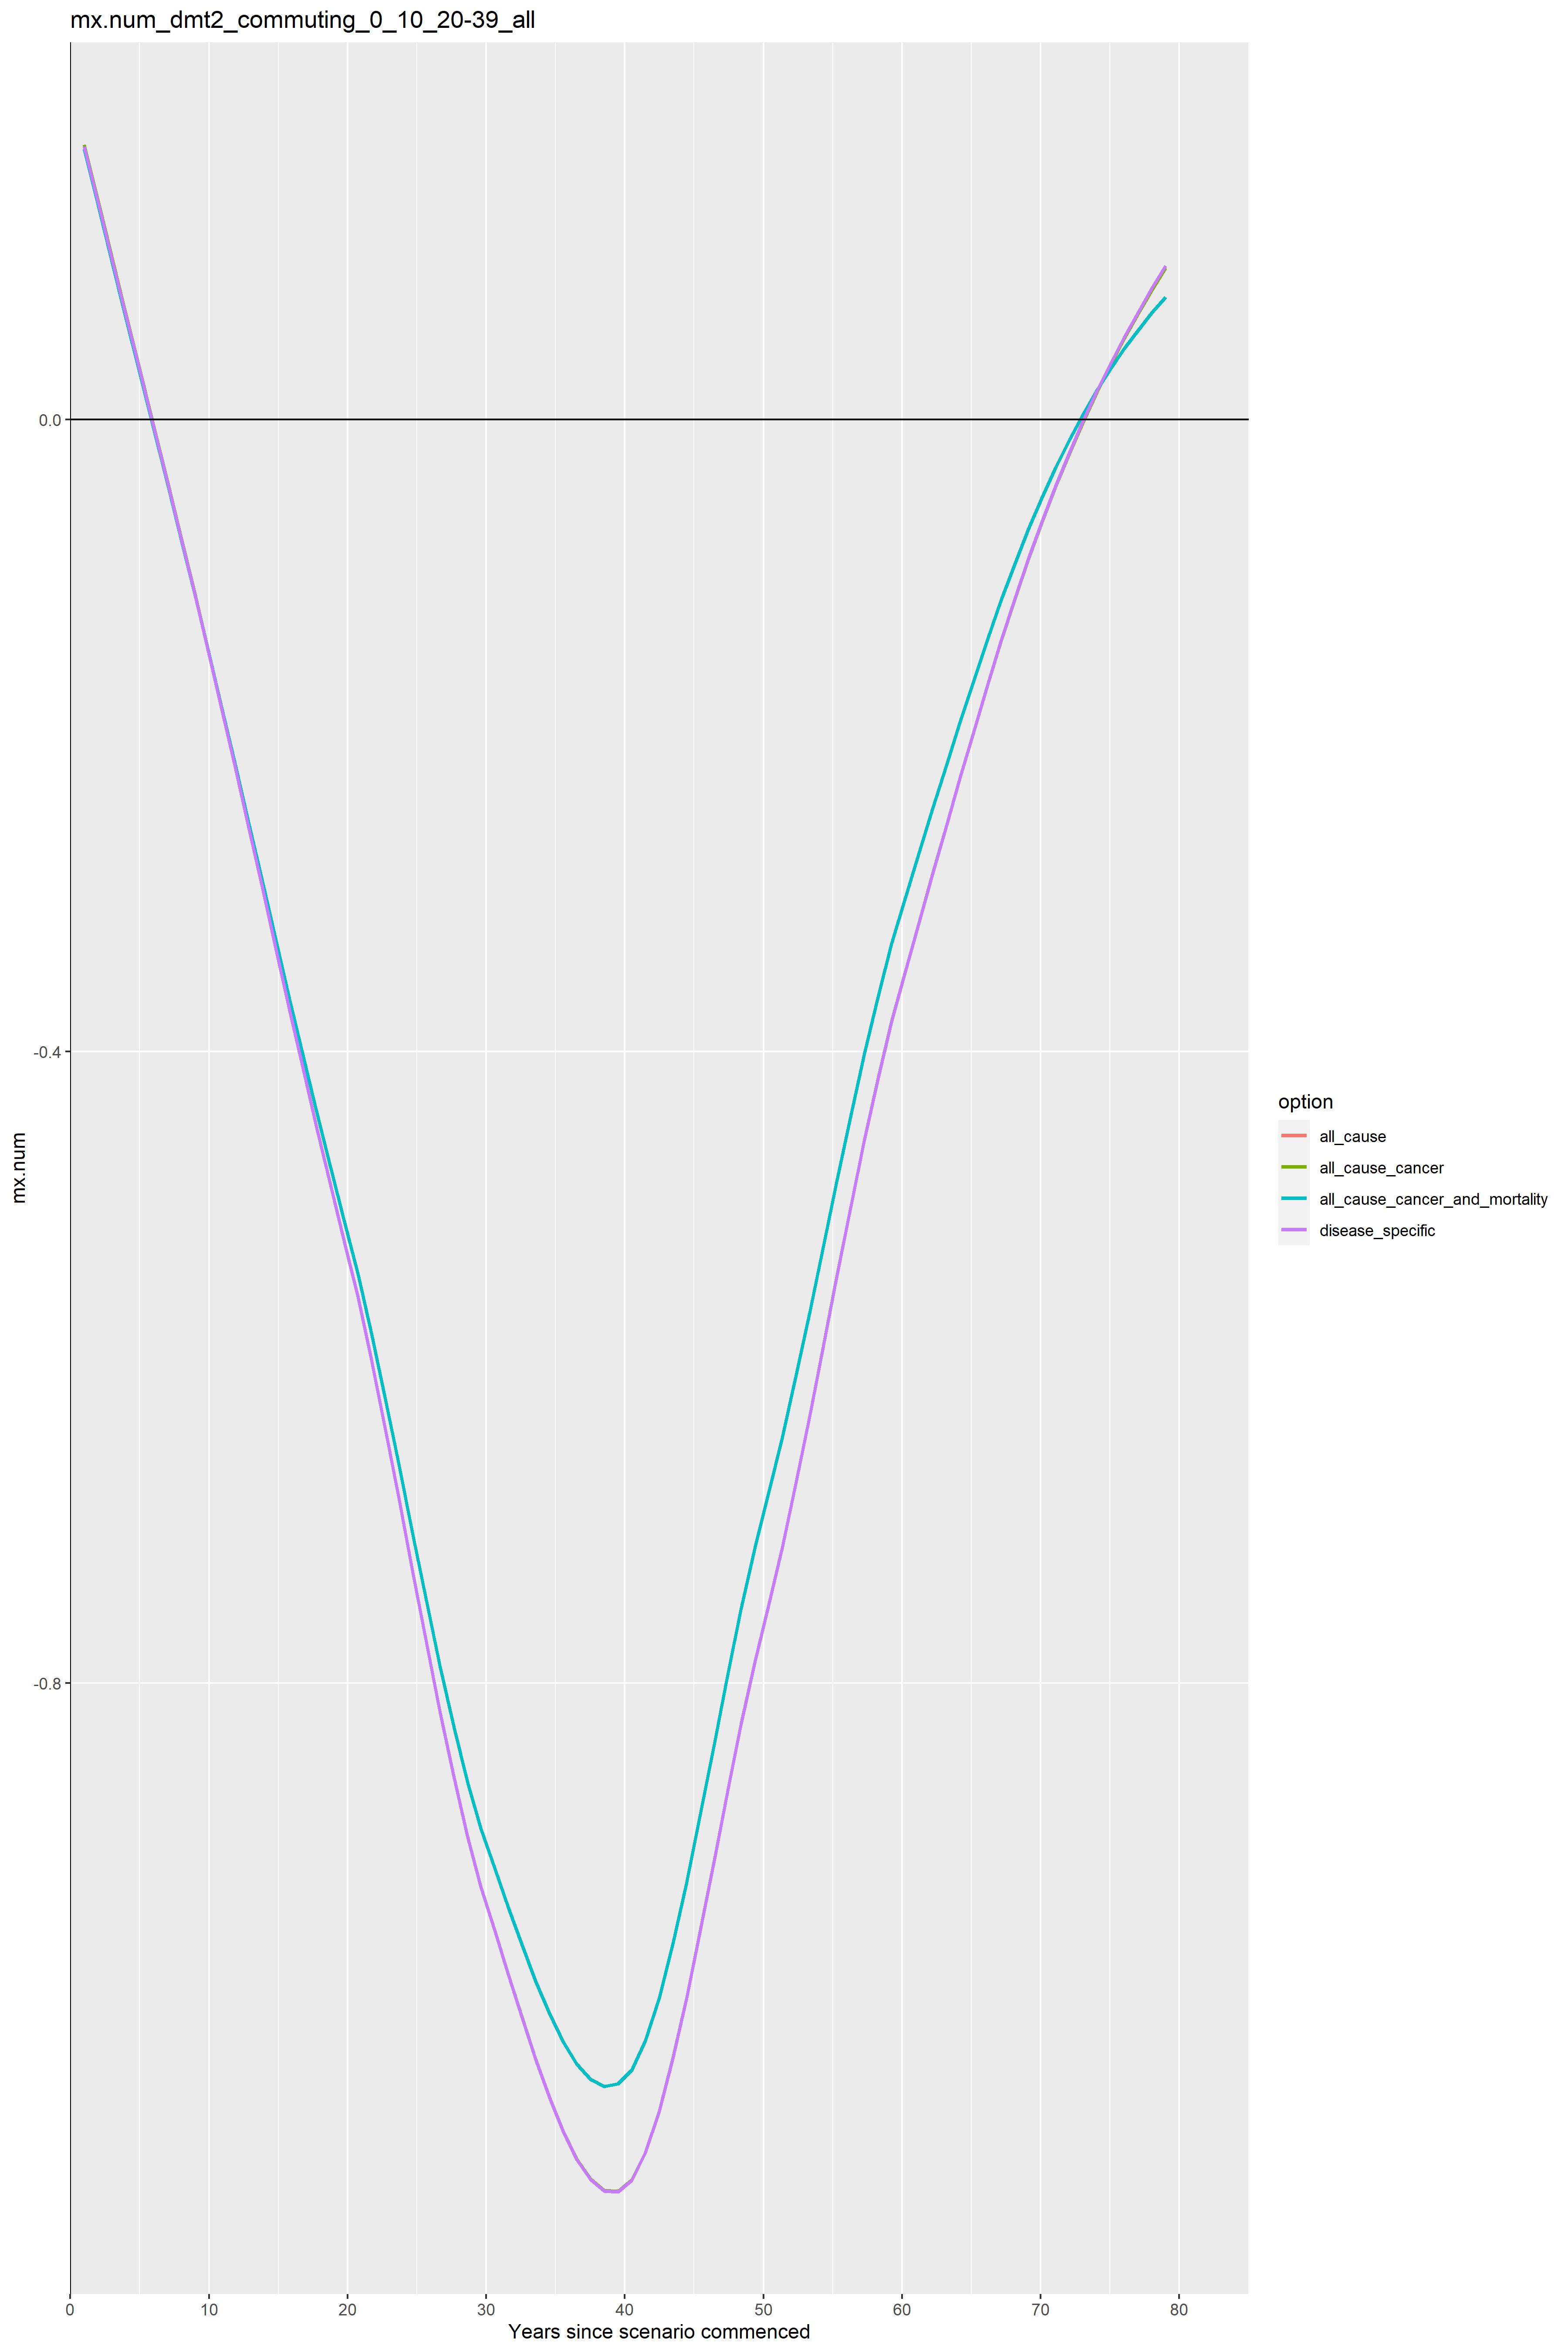 mx.num_dmt2_commuting_0_10_20-39_all
0.0
-0.4
-0.8
mx.num
0 10 20 30 40 50 60 70 80
Years since scenario commenced
option
all_cause
all_cause_cancer
all_cause_cancer_and_mortality
disease_specific